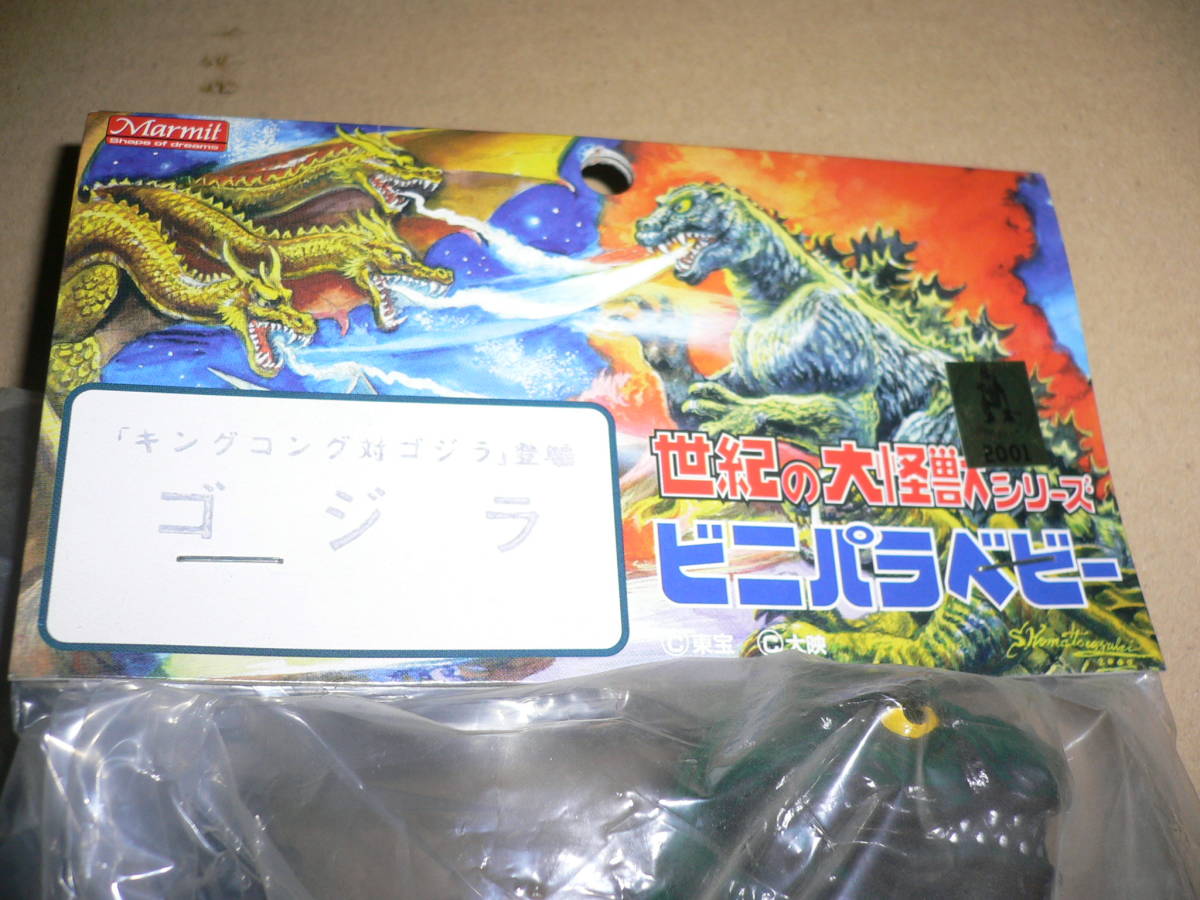 Marmit
Shape of dreams
「キングコング対ゴジラ」登場
ゴジラ
2001
世紀の大怪獣シリーズ
ビニパラベビー
©東宝 ©大映